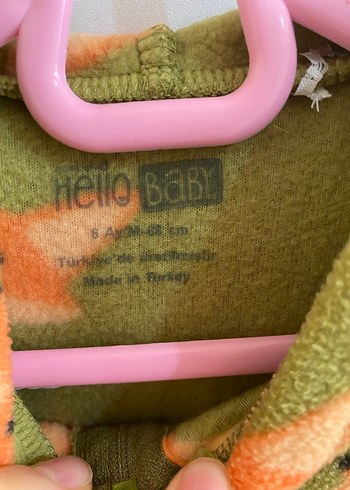 Hello BABY
6 Ay/M-68 cm
Türkiye'de üretilmiştir
Made in Turkey